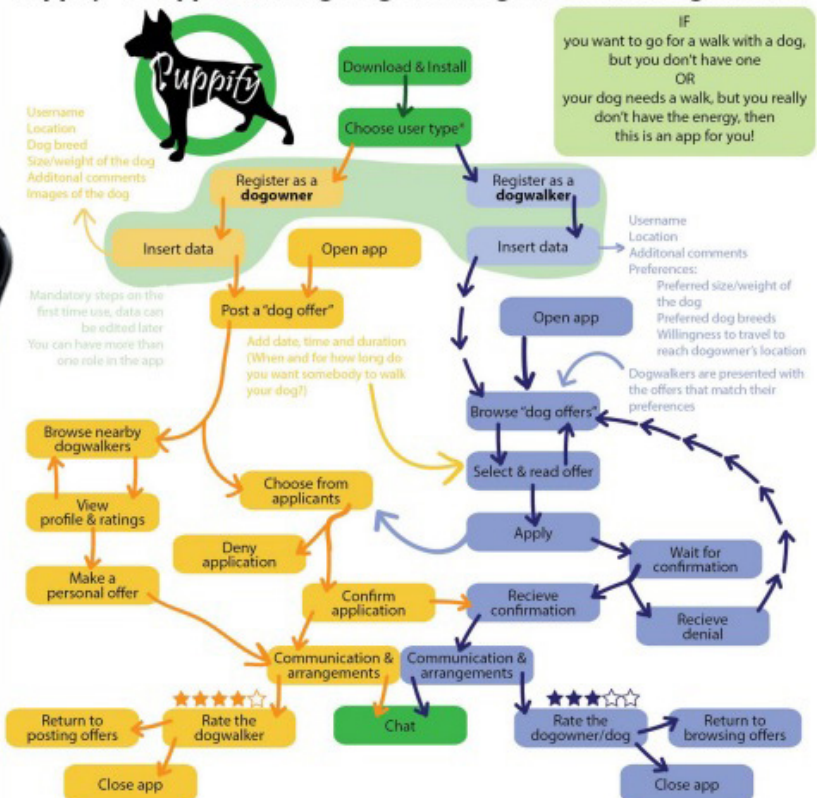 Puppify
Download & Install
Choose user type*
IF
you want to go for a walk with a dog,
but you don't have one
OR
your dog needs a walk, but you really
don't have the energy, then
this is an app for you!
Username
Location
Dog breed
Size/weight of the dog
Additonal comments
Images of the dog
Register as a
dogowner
Register as a
dogwalker
Insert data
Open app
Insert data
Username
Location
Additonal comments
Preferences:
Preferred size/weight of
the dog
Preferred dog breeds
Willingness to travel to
reach dogowner's location
Mandatory steps on the
first time use, data can
be edited later
You can have more than
one role in the app
Post a "dog offer"
Open app
Add date, time and duration
(When and for how long do
you want somebody to walk
your dog?)
Dogwalkers are presented with
the offers that match their
preferences
Browse "dog offers"
Browse nearby
dogwalkers
Select & read offer
Choose from
applicants
View
profile & ratings
Apply
Deny
application
Wait for
confirmation
Make a
personal offer
Confirm
application
Recieve
confirmation
Recieve
denial
Communication &
arrangements
Communication &
arrangements
Return to
posting offers
Rate the
dogwalker
Chat
Rate the
dogowner/dog
Return to
browsing offers
Close app
Close app